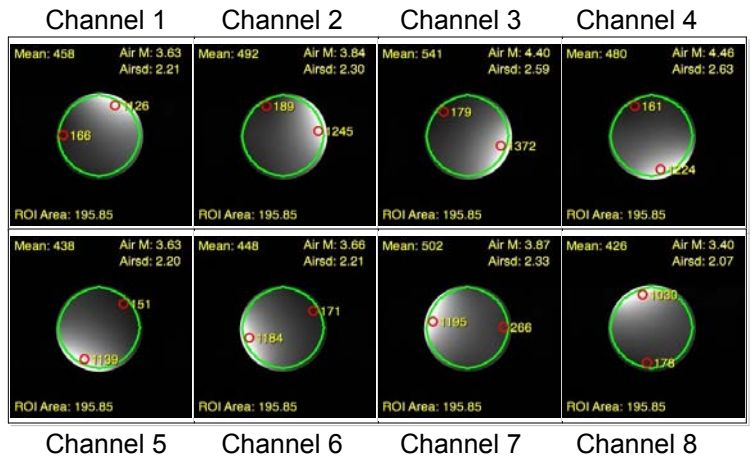 Channel 1 Channel 2 Channel 3 Channel 4
Mean: 458 Air M: 3.63
Airsd: 2.21
1126
166
ROI Area: 195.85
Mean: 492 Air M: 3.84
Airsd: 2.30
189
1245
ROI Area: 195.85
Mean: 541 Air M: 4.40
Airsd: 2.59
179
1372
ROI Area: 195.85
Mean: 480 Air M: 4.46
Airsd: 2.63
161
1224
ROI Area: 195.85
Mean: 438 Air M: 3.63
Airsd: 2.20
151
1139
ROI Area: 195.85
Mean: 448 Air M: 3.66
Airsd: 2.21
171
1184
ROI Area: 195.85
Mean: 502 Air M: 3.87
Airsd: 2.33
1195
266
ROI Area: 195.85
Mean: 426 Air M: 3.40
Airsd: 2.07
1030
178
ROI Area: 195.85
Channel 5 Channel 6 Channel 7 Channel 8